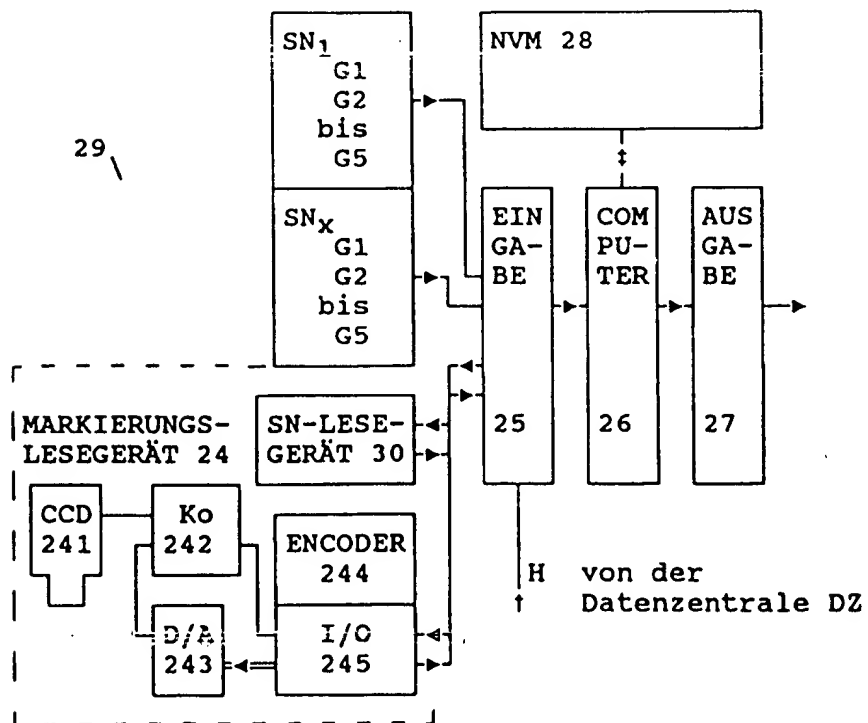 SN1
G1
G2
bis
G5
NVM 28
29
SNX
G1
G2
bis
G5
EIN
GA-
BE
25
COM
PU-
TER
26
AUS
GA-
BE
27
MARKIERUNGS-
LESEGERÄT 24
SN-LESE-
GERÄT 30
CCD
241
Ko
242
ENCODER
244
D/A
243
I/O
245
H von der
Datenzentrale DZ